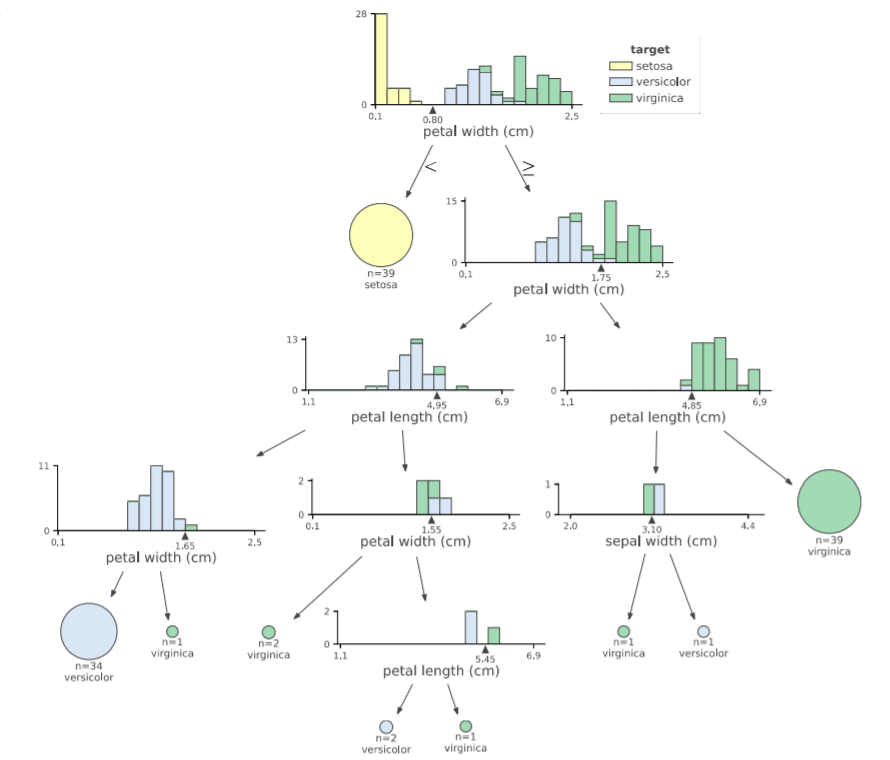 28
0
0.1
0.80
2.5
petal width (cm)
target
setosa
versicolor
virginica
<
≥
n=39
setosa
15
0
0.1
1.75
2.5
petal width (cm)
13
0
1.1
4.95
6.9
petal length (cm)
10
0
1.1
4.85
6.9
petal length (cm)
11
0
0.1
1.65
2.5
petal width (cm)
2
0
0.1
1.55
2.5
petal width (cm)
1
0
2.0
3.10
4.4
sepal width (cm)
n=39
virginica
n=34
versicolor
n=1
virginica
n=2
virginica
2
0
1.1
5.45
6.9
petal length (cm)
n=1
virginica
n=1
versicolor
n=2
versicolor
n=1
virginica